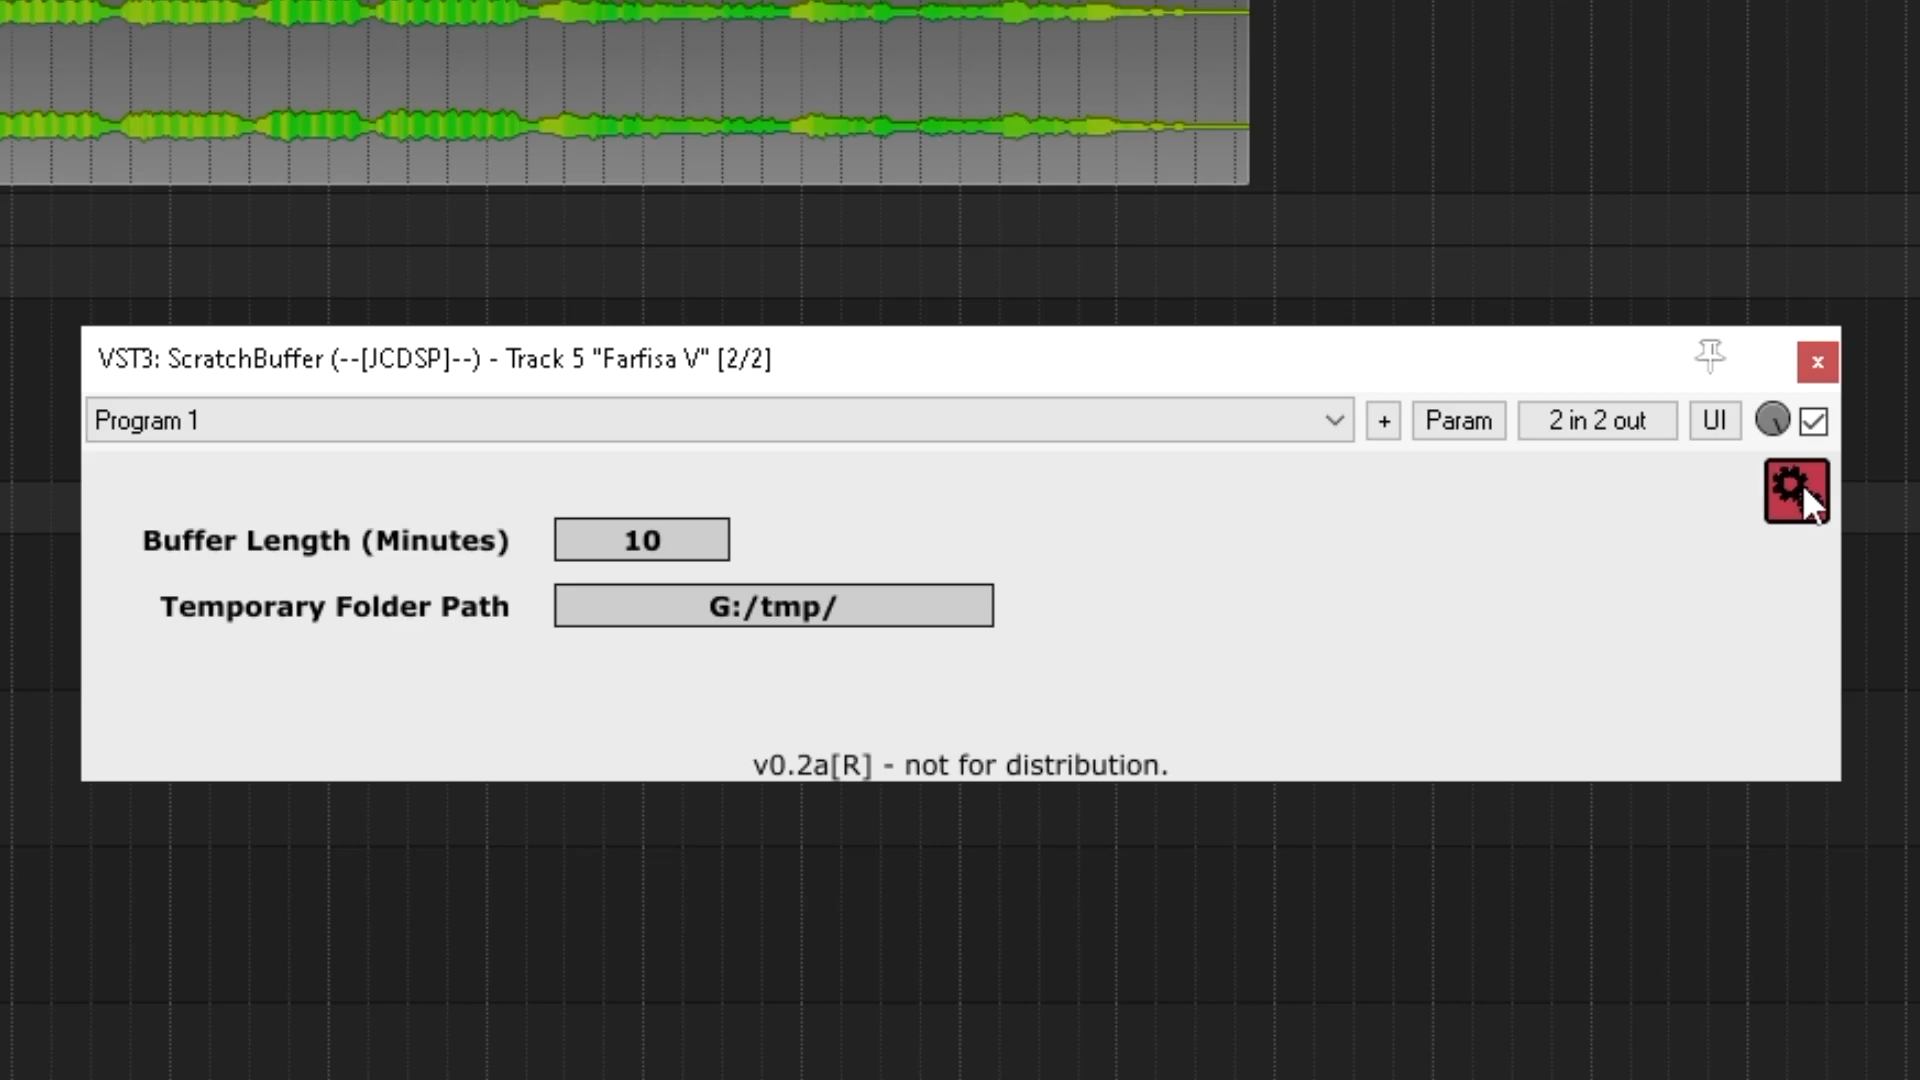 VST3: ScratchBuffer (--[JCDSP]--) - Track 5 "Farfisa V" [2/2]
x
Program 1
+
Param
2 in 2 out
UI
Buffer Length (Minutes)
10
Temporary Folder Path
G:/tmp/
v0.2a[R] - not for distribution.